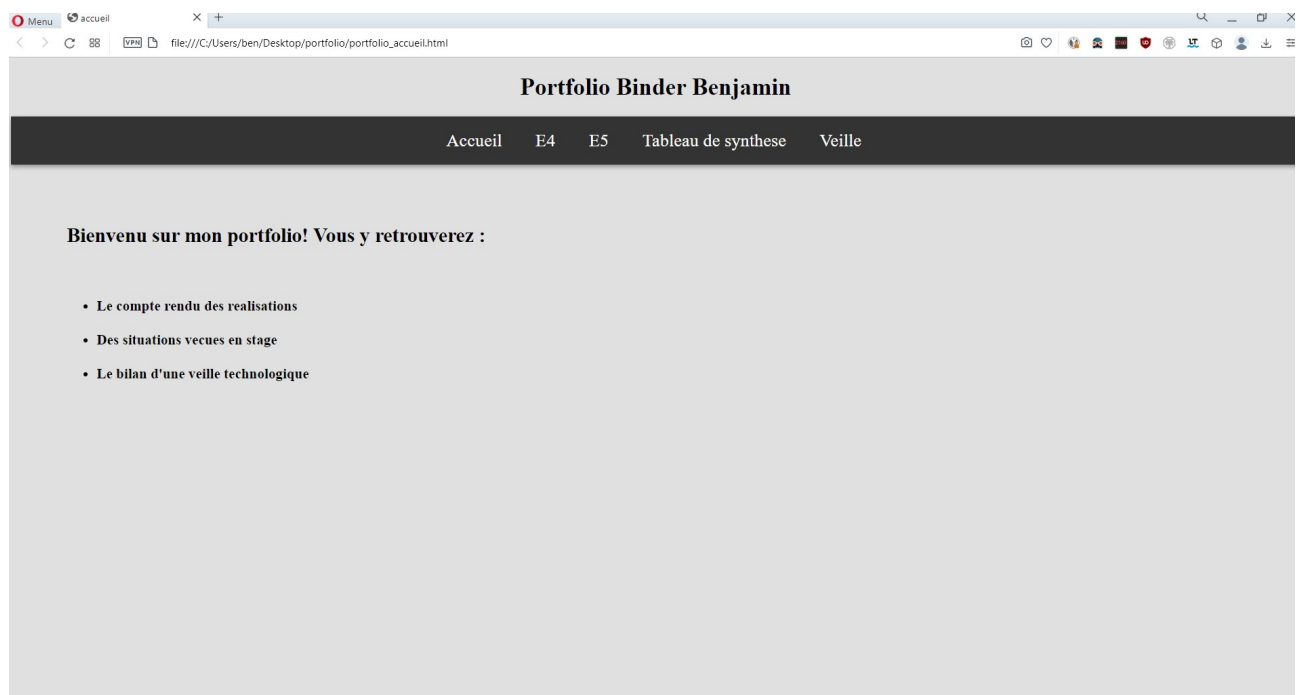 Menu
accueil
VPN
file:///C:/Users/ben/Desktop/portfolio/portfolio_accueil.html
Portfolio Binder Benjamin
Accueil E4 E5 Tableau de synthese Veille
Bienvenu sur mon portfolio! Vous y retrouverez :
• Le compte rendu des realisations
• Des situations vecues en stage
• Le bilan d'une veille technologique